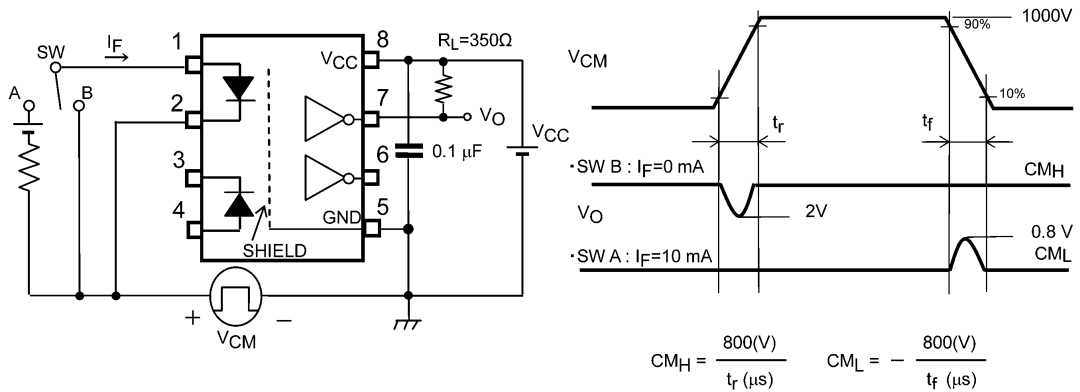 SW
I_F
A
B
1
2
3
4
8
7
6
5
V_CC
GND
SHIELD
R_L=350Ω
V_O
0.1 μF
V_CC
+
V_CM
−
V_CM
1000V
90%
10%
t_r
t_f
·SW B : I_F=0 mA
CM_H
V_O
2V
0.8 V
·SW A : I_F=10 mA
CM_L
CM_H = 800(V) / t_r (μs)
CM_L = − 800(V) / t_f (μs)